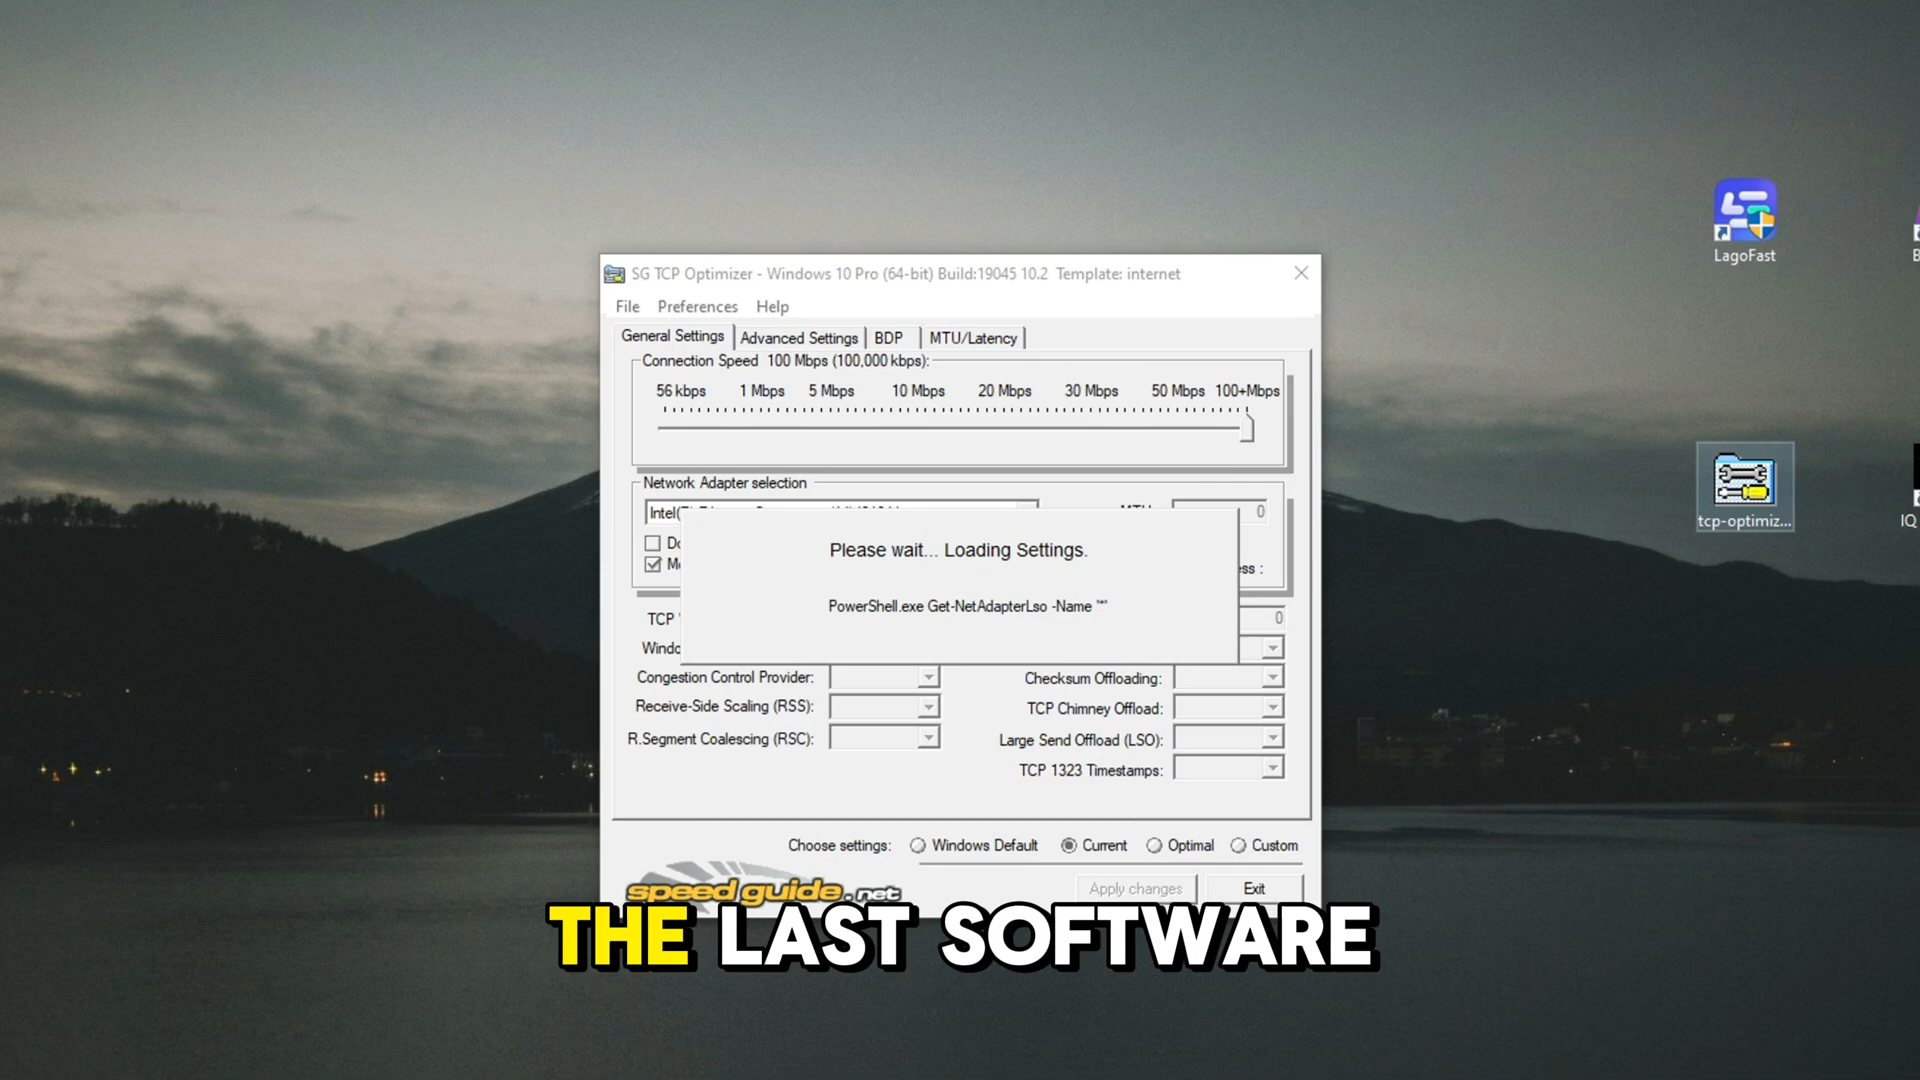 LagoFast
SG TCP Optimizer - Windows 10 Pro (64-bit) Build:19045 10.2 Template: internet
File Preferences Help
General Settings Advanced Settings BDP MTU/Latency
Connection Speed 100 Mbps (100,000 kbps):
56 kbps 1 Mbps 5 Mbps 10 Mbps 20 Mbps 30 Mbps 50 Mbps 100+Mbps
Network Adapter selection
0
Please wait... Loading Settings.
PowerShell.exe Get-NetAdapterLso -Name "*"
TCP
0
Congestion Control Provider:
Checksum Offloading:
Receive-Side Scaling (RSS):
TCP Chimney Offload:
R.Segment Coalescing (RSC):
Large Send Offload (LSO):
TCP 1323 Timestamps:
Choose settings: Windows Default Current Optimal Custom
speedguide.net
Apply changes Exit
tcp-optimiz...
IQ
THE LAST SOFTWARE